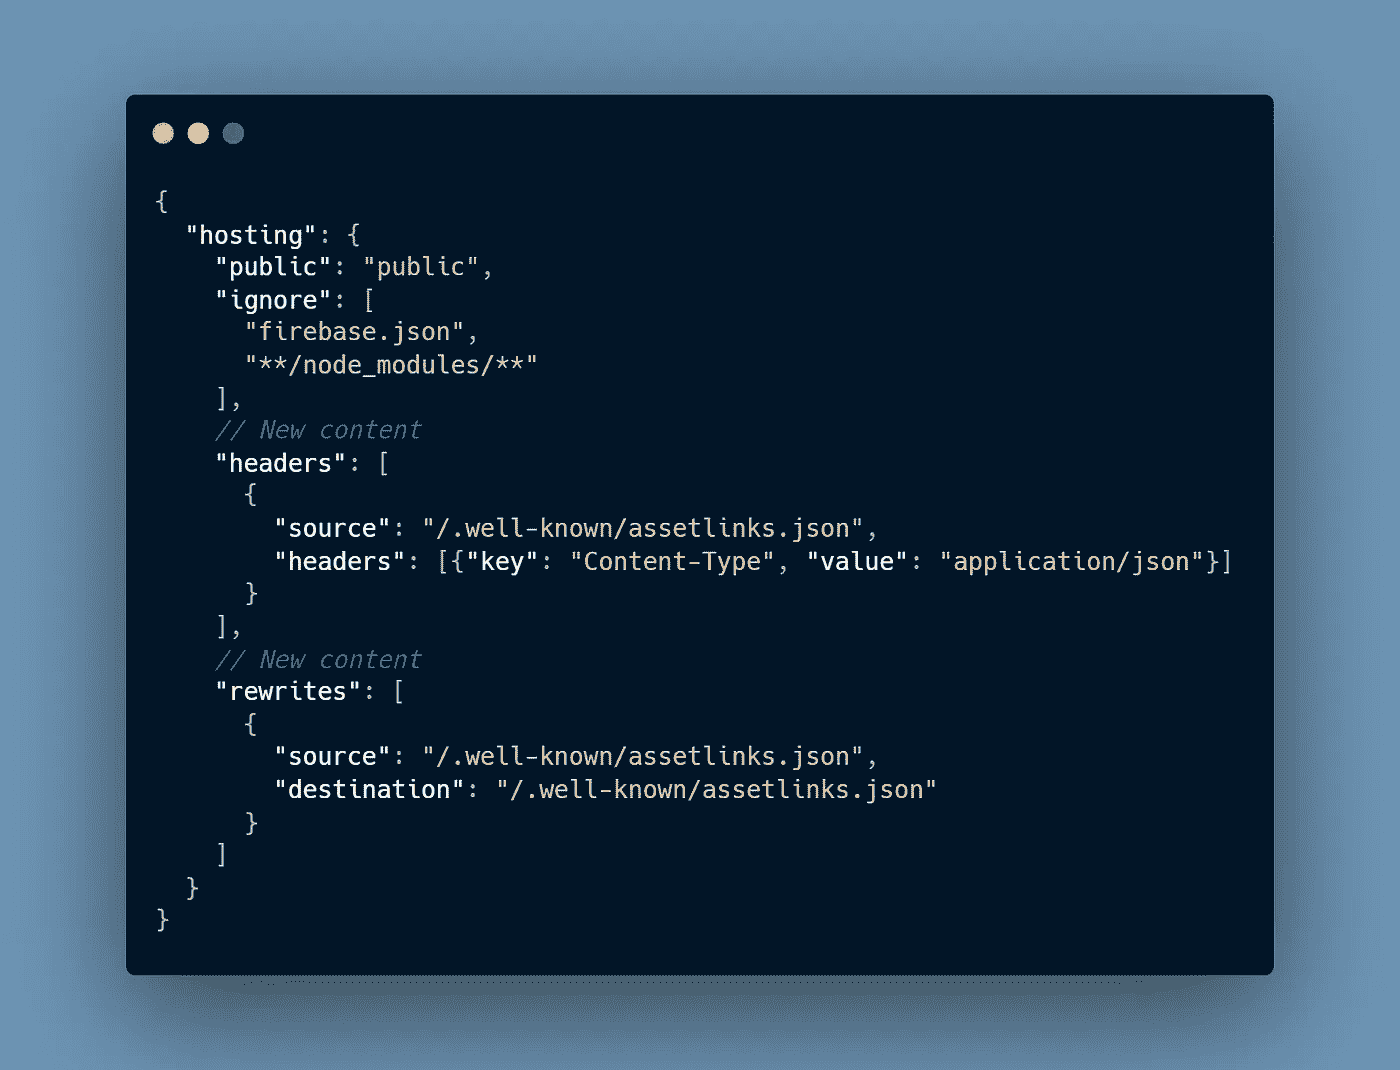 {
  "hosting": {
    "public": "public",
    "ignore": [
      "firebase.json",
      "**/node_modules/**"
    ],
    // New content
    "headers": [
      {
        "source": "/.well-known/assetlinks.json",
        "headers": [{"key": "Content-Type", "value": "application/json"}]
      }
    ],
    // New content
    "rewrites": [
      {
        "source": "/.well-known/assetlinks.json",
        "destination": "/.well-known/assetlinks.json"
      }
    ]
  }
}